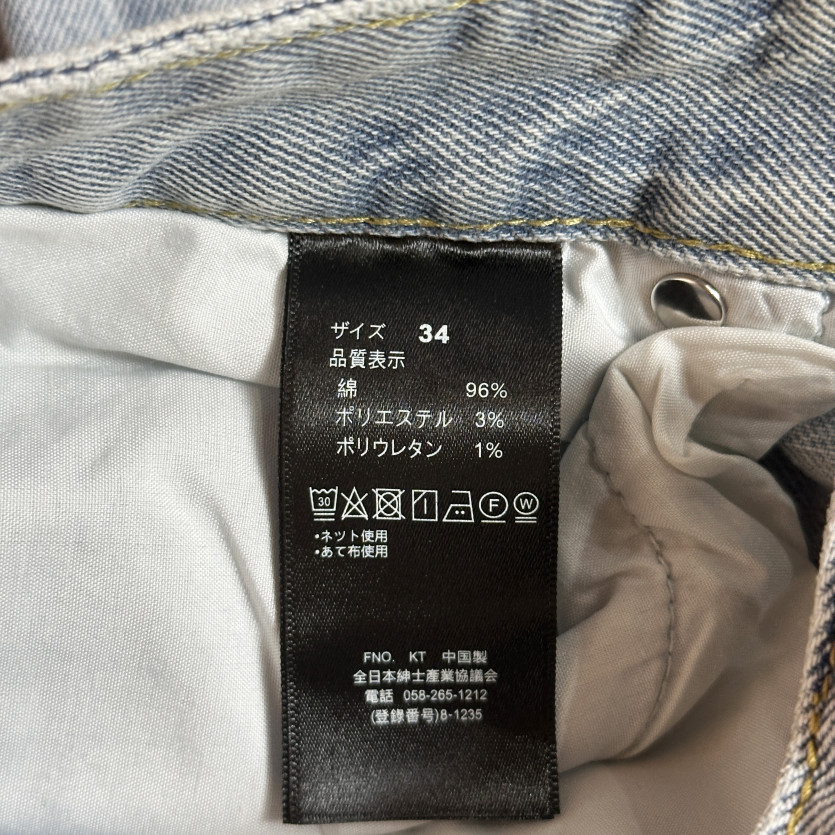 サイズ 34
品質表示
綿 96%
ポリエステル 3%
ポリウレタン 1%
30 F W
•ネット使用
•あて布使用
FNO. KT 中国製
全日本紳士產業協議会
電話 058-265-1212
(登錄番号)8-1235